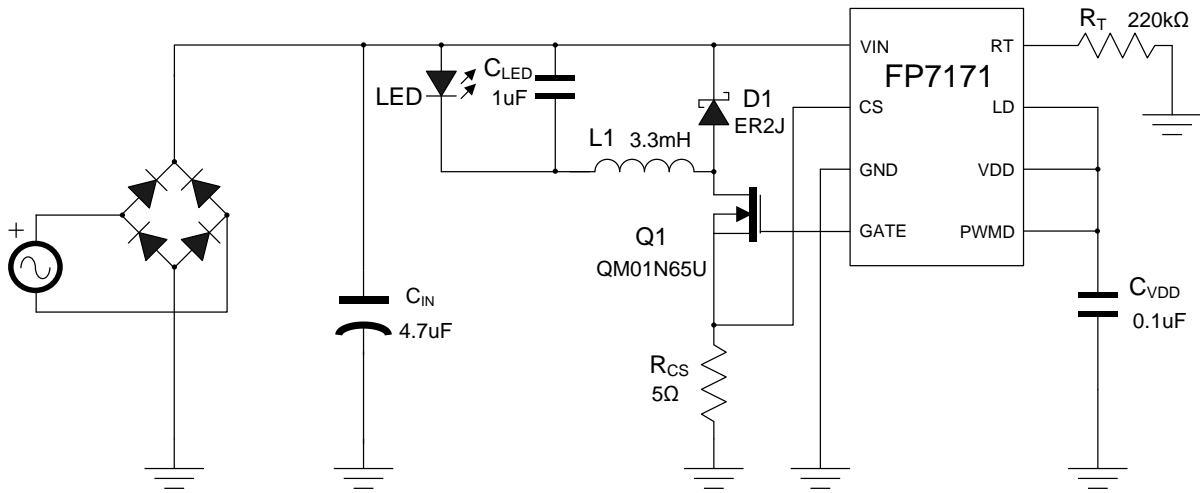 RT 220kΩ
VIN RT
FP7171
CLED
1uF
LED
D1
ER2J
CS LD
L1 3.3mH
GND VDD
+
Q1
QM01N65U
GATE PWMD
CIN
4.7uF
CVDD
0.1uF
RCS
5Ω